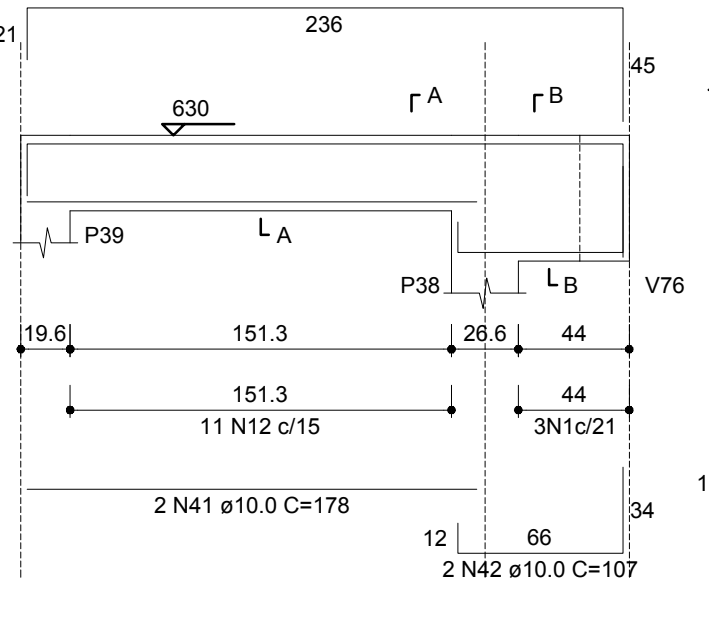 236
21
45
A
B
630
A
P39
P38
B
V76
19.6
151.3
26.6
44
151.3
44
11 N12 c/15
3N1c/21
2 N41 ø10.0 C=178
1
34
12
66
2 N42 ø10.0 C=107